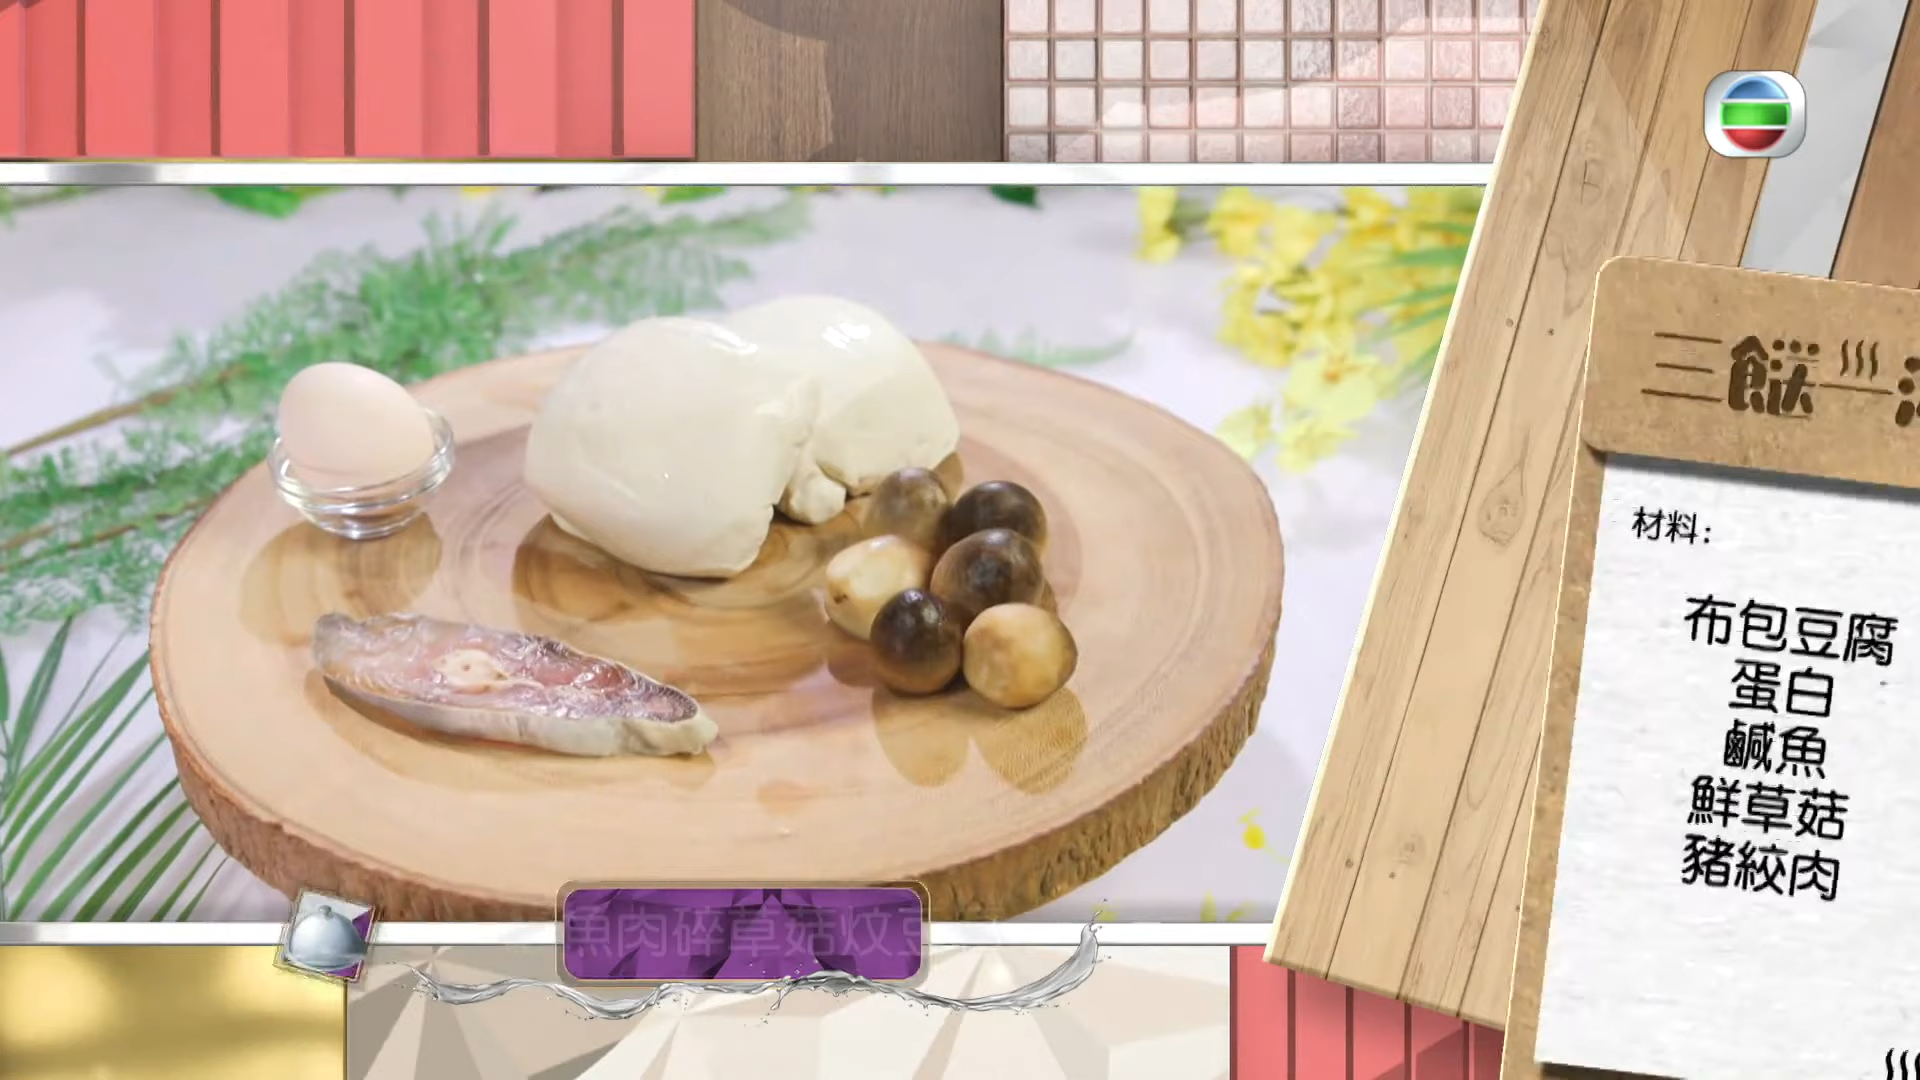 三餸
材料：
布包豆腐
蛋白
鹹魚
鮮草菇
豬絞肉
魚肉碎草菇炆豆